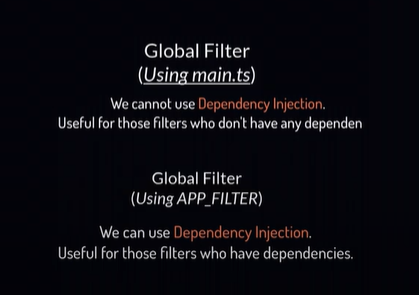 Global Filter
(Using main.ts)
We cannot use Dependency Injection.
Useful for those filters who don't have any dependen
Global Filter
(Using APP_FILTER)
We can use Dependency Injection.
Useful for those filters who have dependencies.